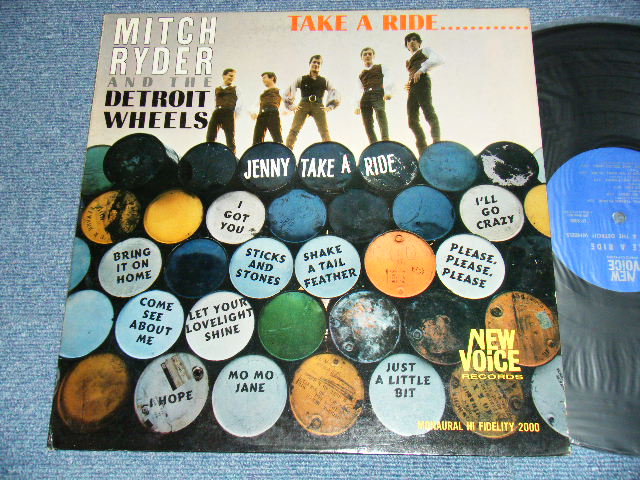 MITCH
RYDER
AND THE
DETROIT
WHEELS
TAKE A RIDE............
JENNY TAKE A RIDE
I
GOT
YOU
I'LL
GO
CRAZY
BRING
IT ON
HOME
STICKS
AND
STONES
SHAKE
A TAIL
FEATHER
PLEASE,
PLEASE,
PLEASE
COME
SEE
ABOUT
ME
LET YOUR
LOVELIGHT
SHINE
NEW
VOICE
RECORDS
I HOPE
MO MO
JANE
JUST
A LITTLE
BIT
MONAURAL HI FIDELITY 2000
NEW
VOICE